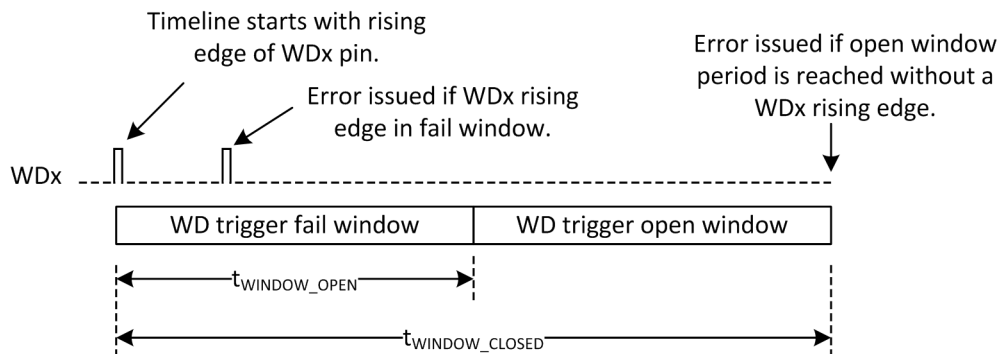 Timeline starts with rising
edge of WDx pin.
Error issued if WDx rising
edge in fail window.
Error issued if open window
period is reached without a
WDx rising edge.
WDx
WD trigger fail window
WD trigger open window
tWINDOW_OPEN
tWINDOW_CLOSED